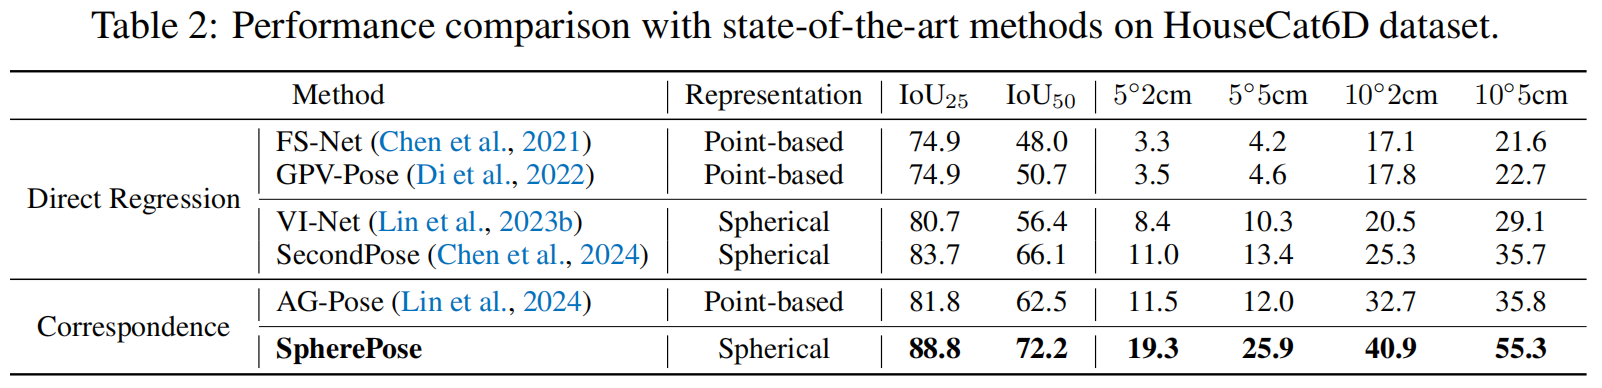 Table 2: Performance comparison with state-of-the-art methods on HouseCat6D dataset.
Method Representation IoU25 IoU50 5°2cm 5°5cm 10°2cm 10°5cm
Direct Regression
FS-Net (Chen et al., 2021) Point-based 74.9 48.0 3.3 4.2 17.1 21.6
GPV-Pose (Di et al., 2022) Point-based 74.9 50.7 3.5 4.6 17.8 22.7
VI-Net (Lin et al., 2023b) Spherical 80.7 56.4 8.4 10.3 20.5 29.1
SecondPose (Chen et al., 2024) Spherical 83.7 66.1 11.0 13.4 25.3 35.7
Correspondence
AG-Pose (Lin et al., 2024) Point-based 81.8 62.5 11.5 12.0 32.7 35.8
SpherePose Spherical 88.8 72.2 19.3 25.9 40.9 55.3